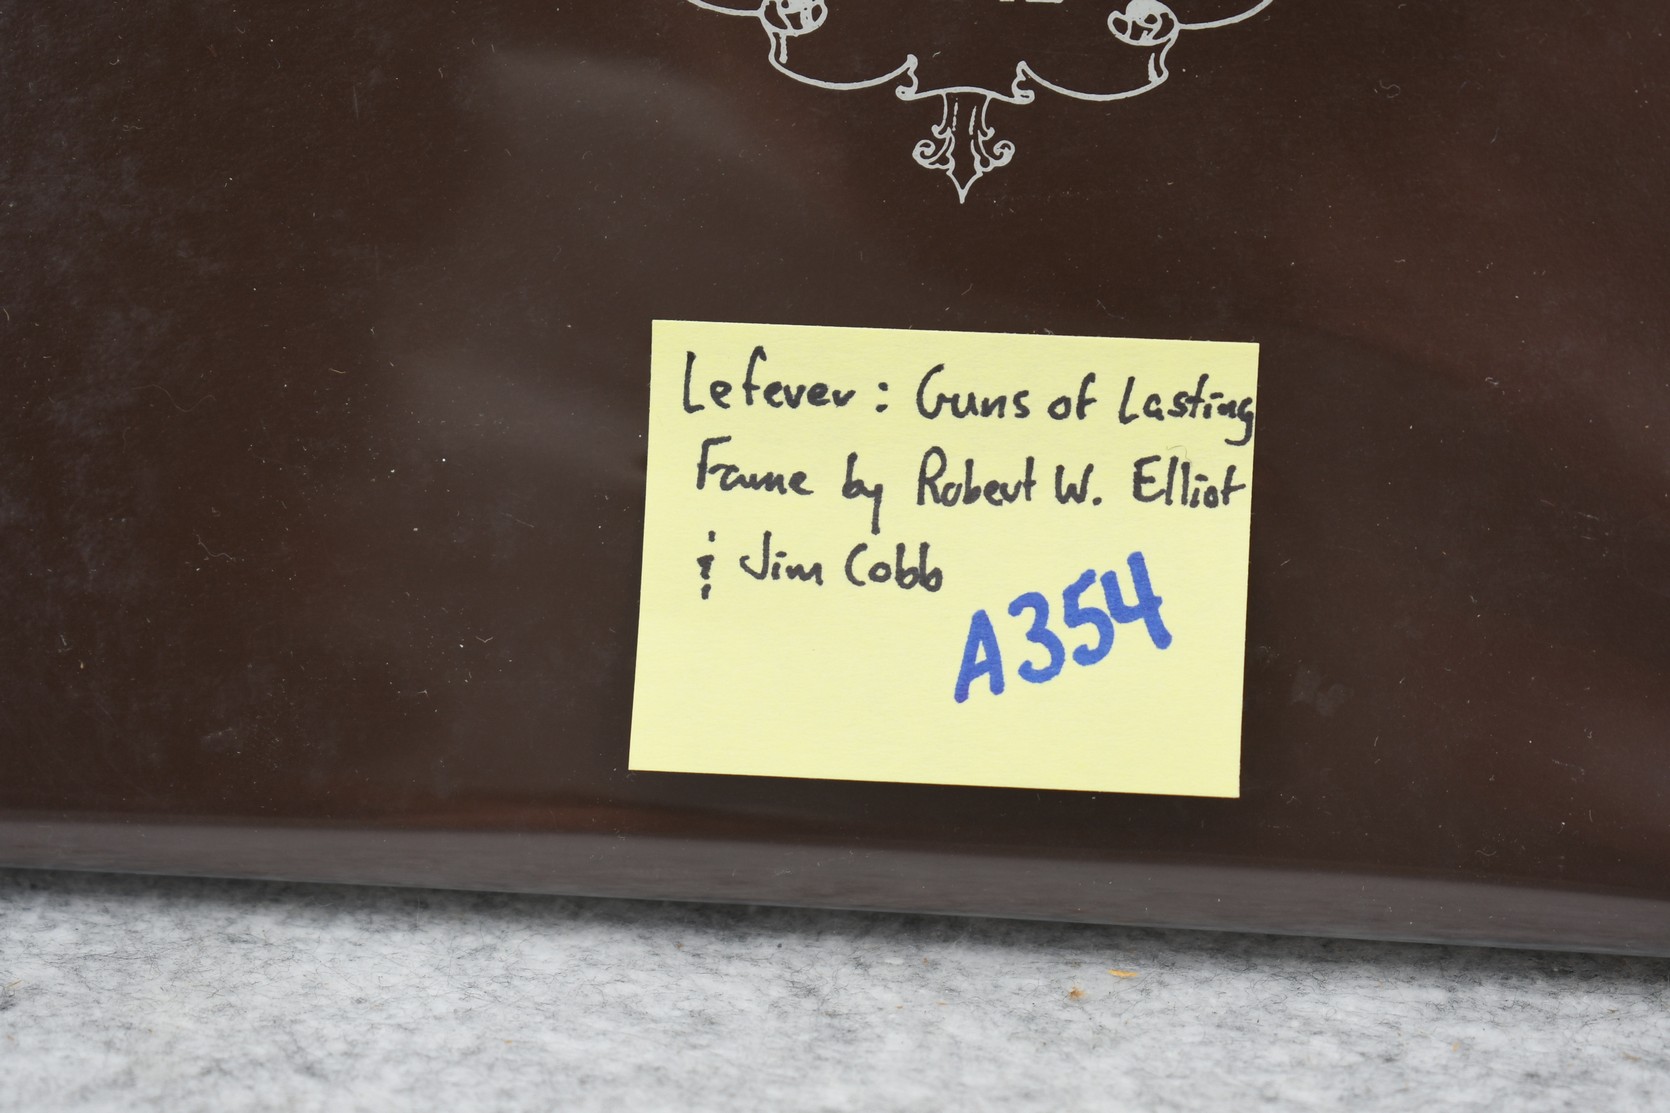 Lefever: Guns of Lasting
Fame by Robert W. Elliot
& Jim Cobb
A354